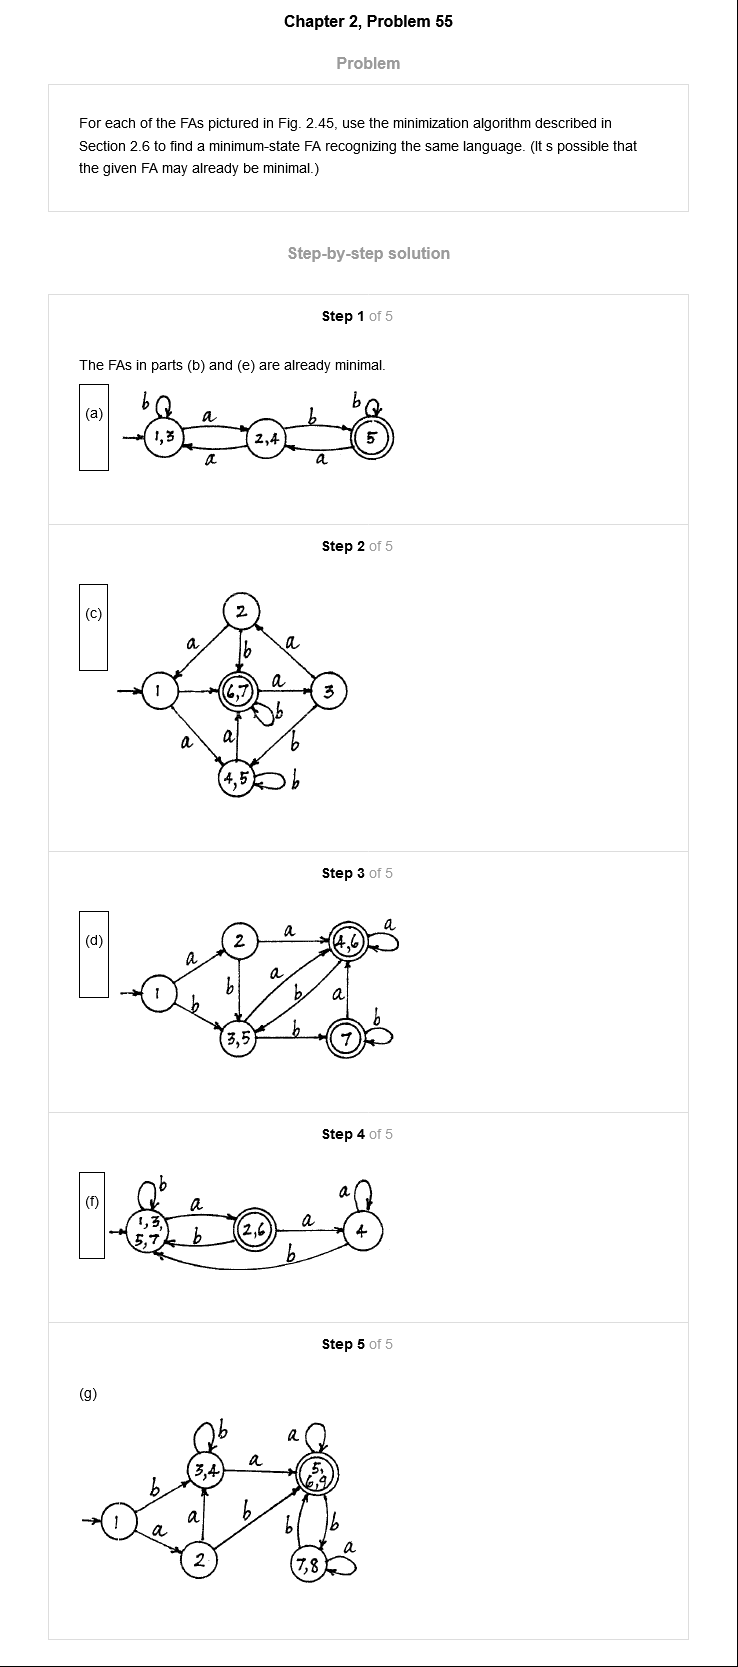 Chapter 2, Problem 55
Problem
For each of the FAs pictured in Fig. 2.45, use the minimization algorithm described in
Section 2.6 to find a minimum-state FA recognizing the same language. (It s possible that
the given FA may already be minimal.)
Step-by-step solution
Step 1 of 5
The FAs in parts (b) and (e) are already minimal.
(a)
b
a
b
b
1,3
2,4
5
a
a
Step 2 of 5
(c)
2
a
b
a
1
6,7
a
3
b
a
a
b
4,5
b
Step 3 of 5
(d)
2
a
4,6
a
a
1
b
b
a
b
a
3,5
b
7
b
Step 4 of 5
(f)
b
a
a
1,3,
5,7
b
2,6
a
4
b
Step 5 of 5
(g)
b
a
3,4
a
5,
6,9
b
1
a
a
b
b
b
2
7,8
a